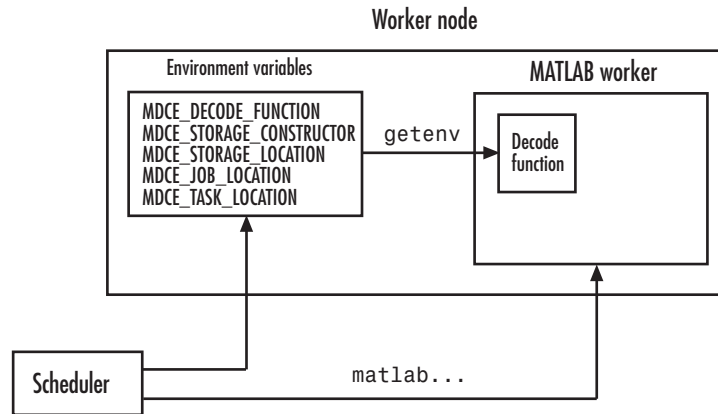 Worker node
Environment variables
MATLAB worker
MDCE_DECODE_FUNCTION
MDCE_STORAGE_CONSTRUCTOR
MDCE_STORAGE_LOCATION
MDCE_JOB_LOCATION
MDCE_TASK_LOCATION
getenv
Decode
function
Scheduler
matlab...